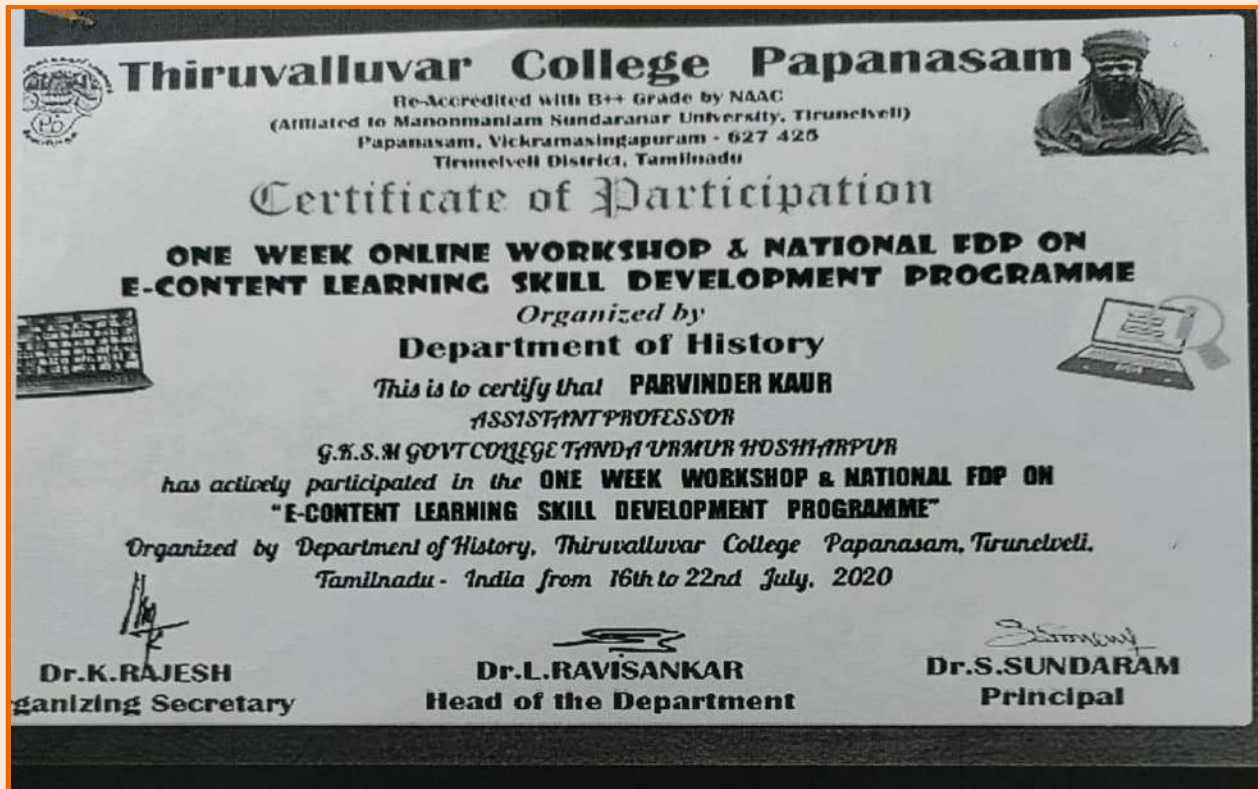 Thiruvalluvar College Papanasam
Re-Accredited with B++ Grade by NAAC
(Affiliated to Manonmaniam Sundaranar University, Tirunelveli)
Papanasam, Vickramasingapuram - 627 425
Tirunelveli District, Tamilnadu
Certificate of Participation
ONE WEEK ONLINE WORKSHOP & NATIONAL FDP ON
E-CONTENT LEARNING SKILL DEVELOPMENT PROGRAMME
Organized by
Department of History
This is to certify that PARVINDER KAUR
ASSISTANT PROFESSOR
G.K.S.M GOVT COLLEGE TANDA URMUR HOSHIARPUR
has actively participated in the ONE WEEK WORKSHOP & NATIONAL FDP ON
"E-CONTENT LEARNING SKILL DEVELOPMENT PROGRAMME"
Organized by Department of History, Thiruvalluvar College Papanasam, Tirunelveli,
Tamilnadu - India from 16th to 22nd July, 2020
Dr.K.RAJESH Dr.L.RAVISANKAR Dr.S.SUNDARAM
ganizing Secretary Head of the Department Principal